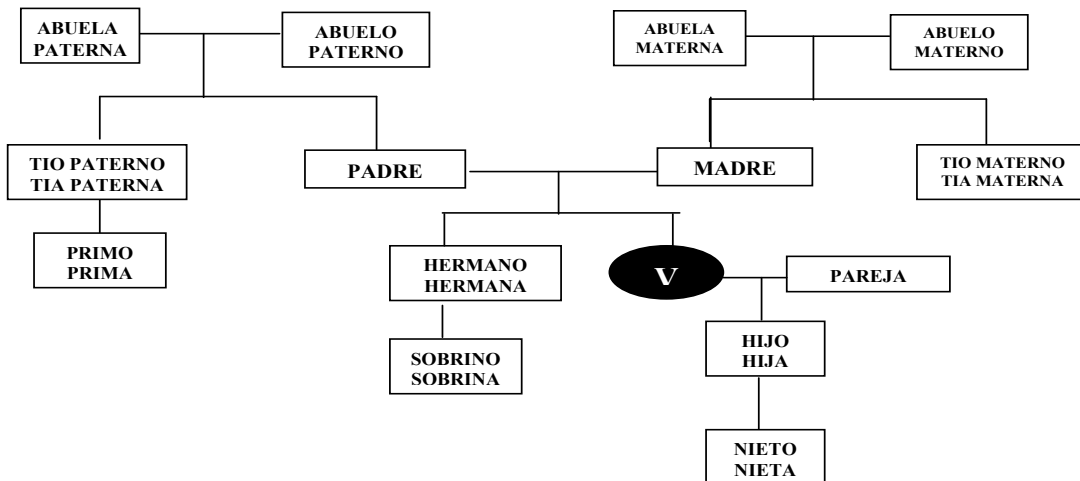 ABUELA
PATERNA
ABUELO
PATERNO
ABUELA
MATERNA
ABUELO
MATERNO
TIO PATERNO
TIA PATERNA
PADRE
MADRE
TIO MATERNO
TIA MATERNA
PRIMO
PRIMA
HERMANO
HERMANA
V
PAREJA
SOBRINO
SOBRINA
HIJO
HIJA
NIETO
NIETA